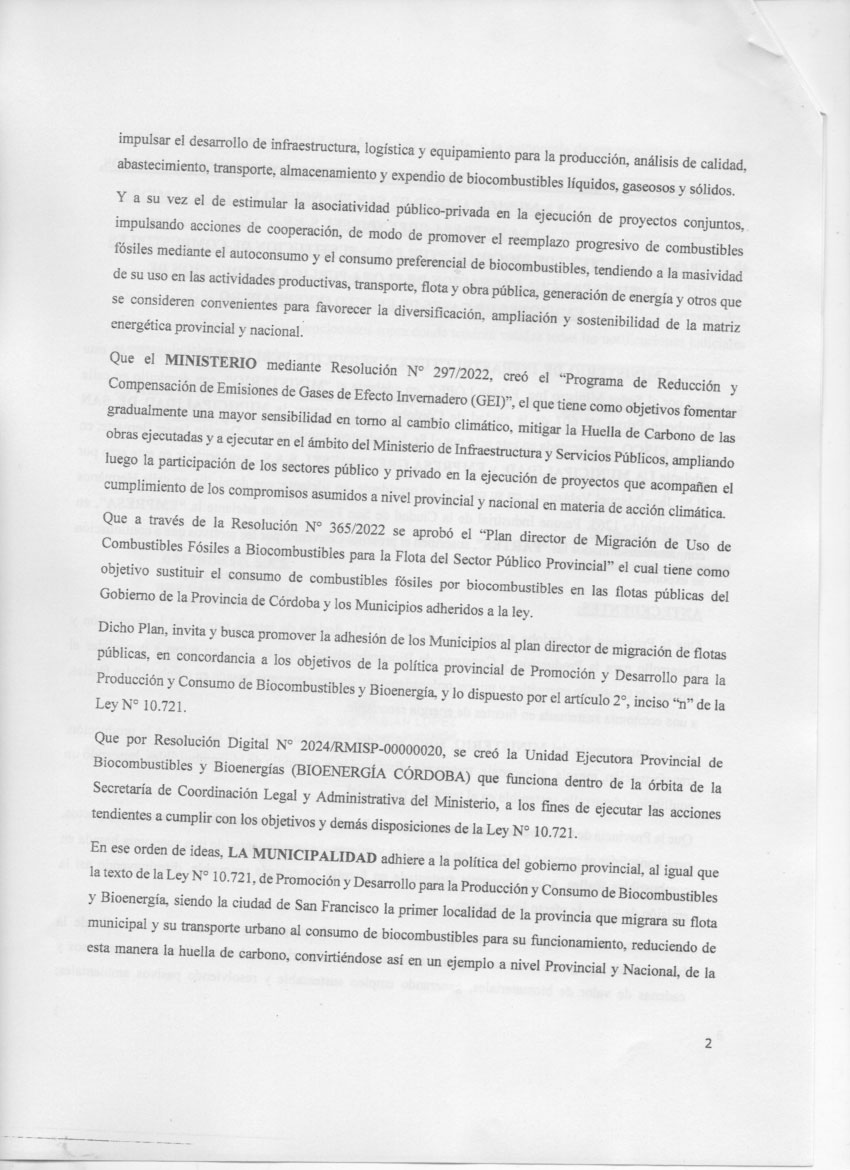 impulsar el desarrollo de infraestructura, logística y equipamiento para la producción, análisis de calidad,
abastecimiento, transporte, almacenamiento y expendio de biocombustibles líquidos, gaseosos y sólidos.
Y a su vez el de estimular la asociatividad público-privada en la ejecución de proyectos conjuntos,
impulsando acciones de cooperación, de modo de promover el reemplazo progresivo de combustibles
fósiles mediante el autoconsumo y el consumo preferencial de biocombustibles, tendiendo a la masividad
de su uso en las actividades productivas, transporte, flota y obra pública, generación de energía y otros que
se consideren convenientes para favorecer la diversificación, ampliación y sostenibilidad de la matriz
energética provincial y nacional.
Que el MINISTERIO mediante Resolución N° 297/2022, creó el “Programa de Reducción y
Compensación de Emisiones de Gases de Efecto Invernadero (GEI)”, el que tiene como objetivos fomentar
gradualmente una mayor sensibilidad en torno al cambio climático, mitigar la Huella de Carbono de las
obras ejecutadas y a ejecutar en el ámbito del Ministerio de Infraestructura y Servicios Públicos, ampliando
luego la participación de los sectores público y privado en la ejecución de proyectos que acompañen el
cumplimiento de los compromisos asumidos a nivel provincial y nacional en materia de acción climática.
Que a través de la Resolución N° 365/2022 se aprobó el “Plan director de Migración de Uso de
Combustibles Fósiles a Biocombustibles para la Flota del Sector Público Provincial” el cual tiene como
objetivo sustituir el consumo de combustibles fósiles por biocombustibles en las flotas públicas del
Gobierno de la Provincia de Córdoba y los Municipios adheridos a la ley.
Dicho Plan, invita y busca promover la adhesión de los Municipios al plan director de migración de flotas
públicas, en concordancia a los objetivos de la política provincial de Promoción y Desarrollo para la
Producción y Consumo de Biocombustibles y Bioenergía, y lo dispuesto por el artículo 2°, inciso “n” de la
Ley N° 10.721.
Que por Resolución Digital N° 2024/RMISP-00000020, se creó la Unidad Ejecutora Provincial de
Biocombustibles y Bioenergías (BIOENERGÍA CÓRDOBA) que funciona dentro de la órbita de la
Secretaría de Coordinación Legal y Administrativa del Ministerio, a los fines de ejecutar las acciones
tendientes a cumplir con los objetivos y demás disposiciones de la Ley N° 10.721.
En ese orden de ideas, LA MUNICIPALIDAD adhiere a la política del gobierno provincial, al igual que
la texto de la Ley N° 10.721, de Promoción y Desarrollo para la Producción y Consumo de Biocombustibles
y Bioenergía, siendo la ciudad de San Francisco la primer localidad de la provincia que migrara su flota
municipal y su transporte urbano al consumo de biocombustibles para su funcionamiento, reduciendo de
esta manera la huella de carbono, convirtiéndose así en un ejemplo a nivel Provincial y Nacional, de la
2